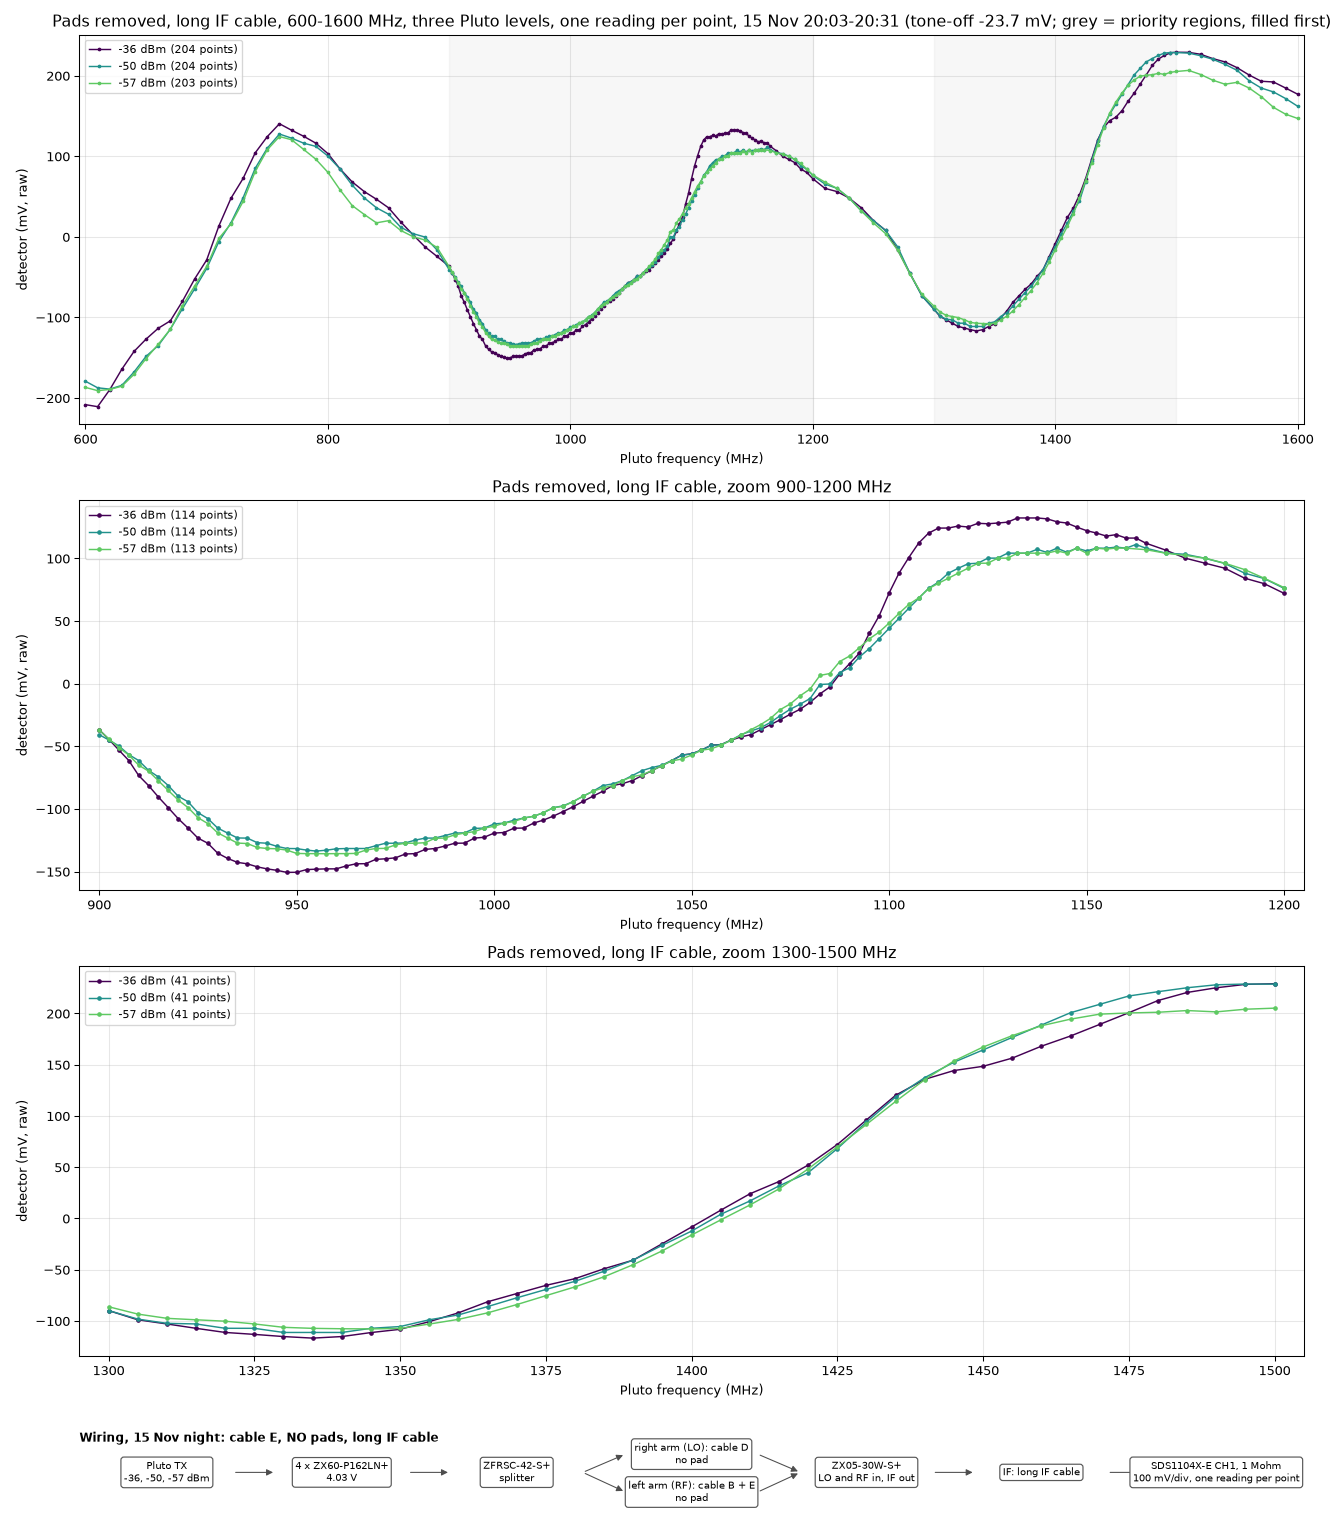 Pads removed, long IF cable, 600-1600 MHz, three Pluto levels, one reading per point, 15 Nov 20:03-20:31 (tone-off -23.7 mV; grey = priority regions, filled first)
-36 dBm (204 points)
-50 dBm (204 points)
-57 dBm (203 points)
detector (mV, raw)
200
100
0
−100
−200
600
800
1000
1200
1400
1600
Pluto frequency (MHz)
Pads removed, long IF cable, zoom 900-1200 MHz
-36 dBm (114 points)
-50 dBm (114 points)
-57 dBm (113 points)
detector (mV, raw)
100
50
0
−50
−100
−150
900
950
1000
1050
1100
1150
1200
Pluto frequency (MHz)
Pads removed, long IF cable, zoom 1300-1500 MHz
-36 dBm (41 points)
-50 dBm (41 points)
-57 dBm (41 points)
detector (mV, raw)
200
150
100
50
0
−50
−100
1300
1325
1350
1375
1400
1425
1450
1475
1500
Pluto frequency (MHz)
Wiring, 15 Nov night: cable E, NO pads, long IF cable
Pluto TX
-36, -50, -57 dBm
4 x ZX60-P162LN+
4.03 V
ZFRSC-42-S+
splitter
right arm (LO): cable D
no pad
left arm (RF): cable B + E
no pad
ZX05-30W-S+
LO and RF in, IF out
IF: long IF cable
SDS1104X-E CH1, 1 Mohm
100 mV/div, one reading per point